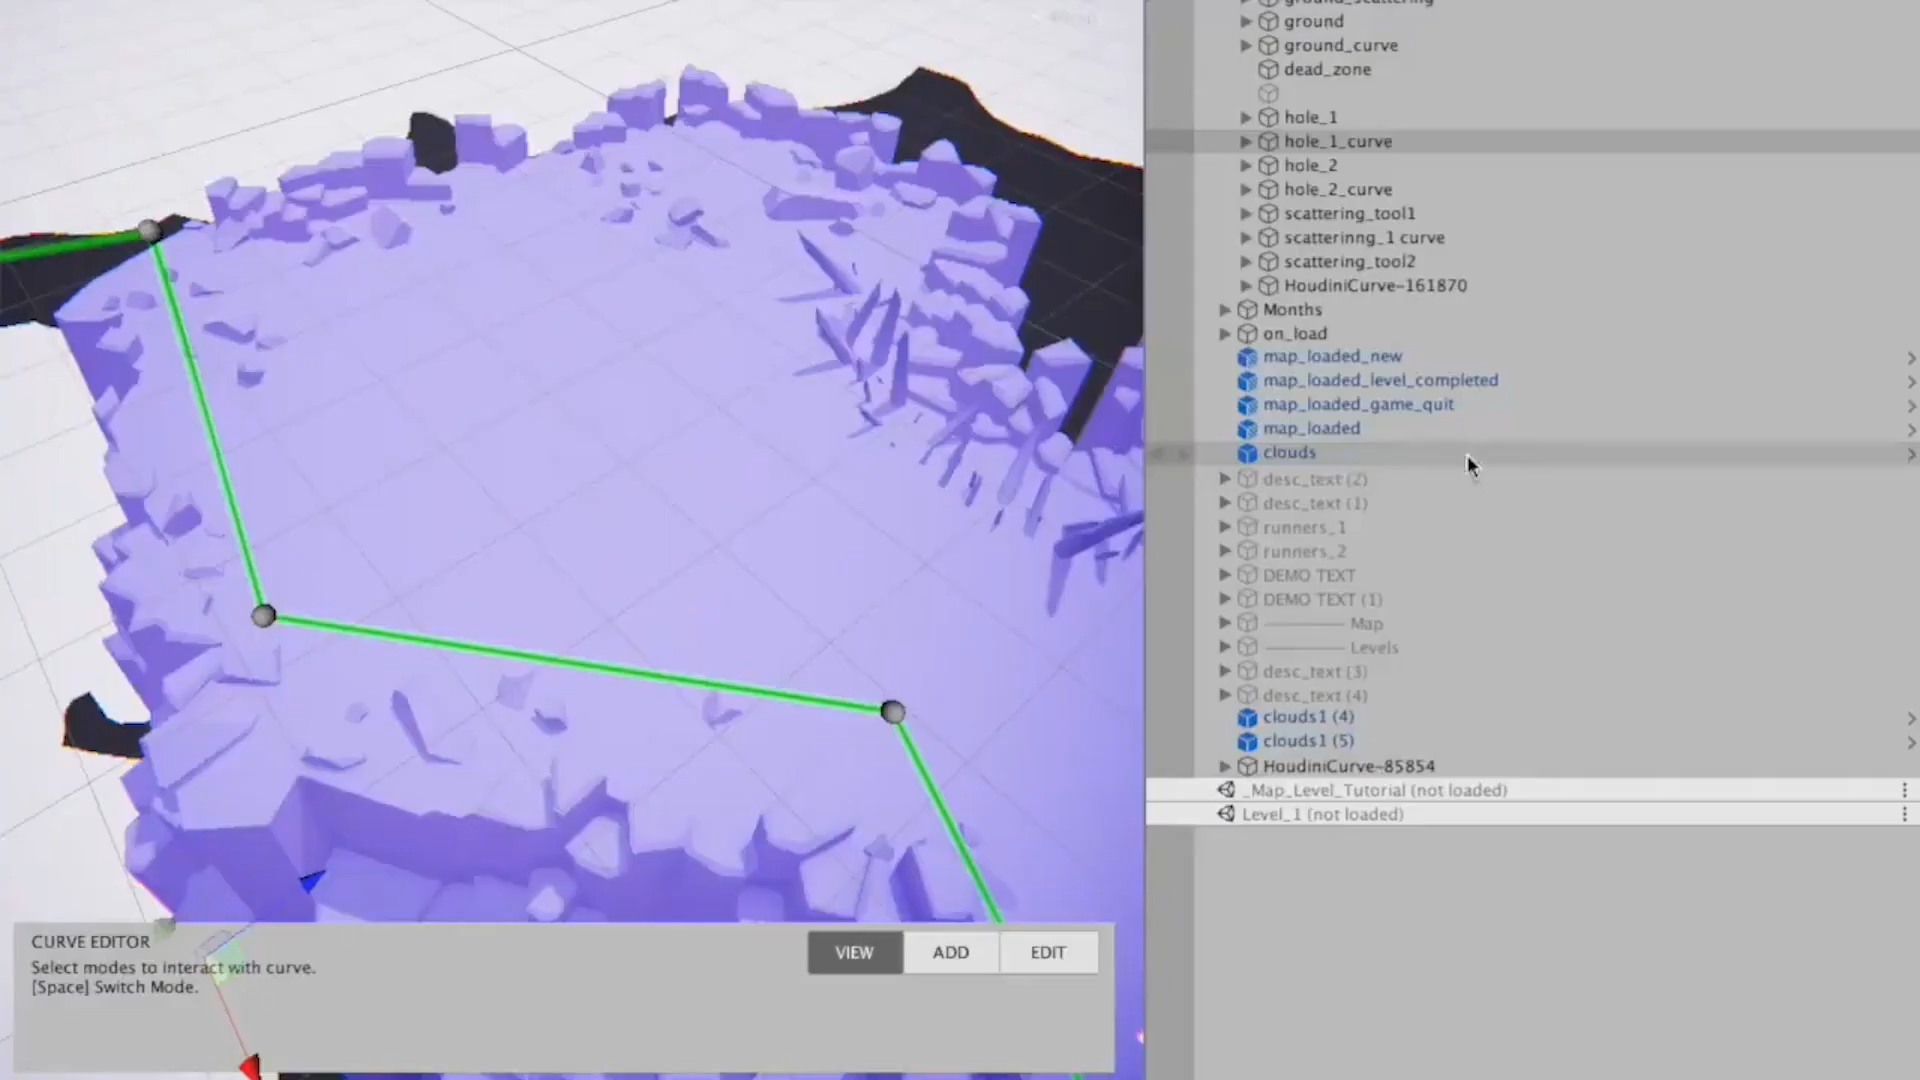 ground_scattering
ground
ground_curve
dead_zone
hole_1
hole_1_curve
hole_2
hole_2_curve
scattering_tool1
scatterinng_1 curve
scattering_tool2
HoudiniCurve-161870
Months
on_load
map_loaded_new
map_loaded_level_completed
map_loaded_game_quit
map_loaded
clouds
desc_text (2)
desc_text (1)
runners_1
runners_2
DEMO TEXT
DEMO TEXT (1)
————— Map
————— Levels
desc_text (3)
desc_text (4)
clouds1 (4)
clouds1 (5)
HoudiniCurve-85854
_Map_Level_Tutorial (not loaded)
Level_1 (not loaded)
CURVE EDITOR
Select modes to interact with curve.
[Space] Switch Mode.
VIEW
ADD
EDIT